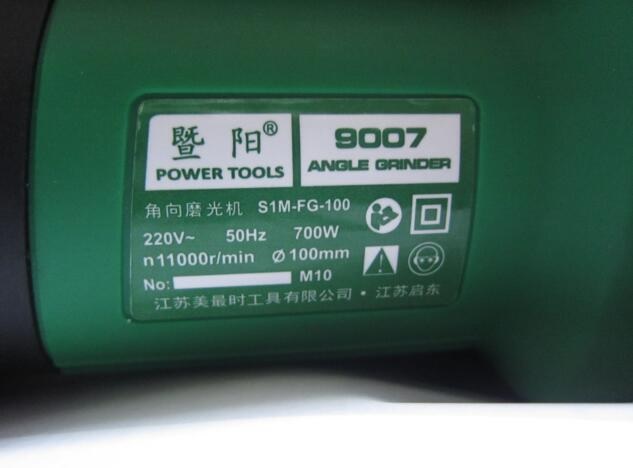 暨阳®
POWER TOOLS
9007
ANGLE GRINDER
角向磨光机 S1M-FG-100
220V~ 50Hz 700W
n11000r/min Ø100mm
No: M10
江苏美最时工具有限公司·江苏启东